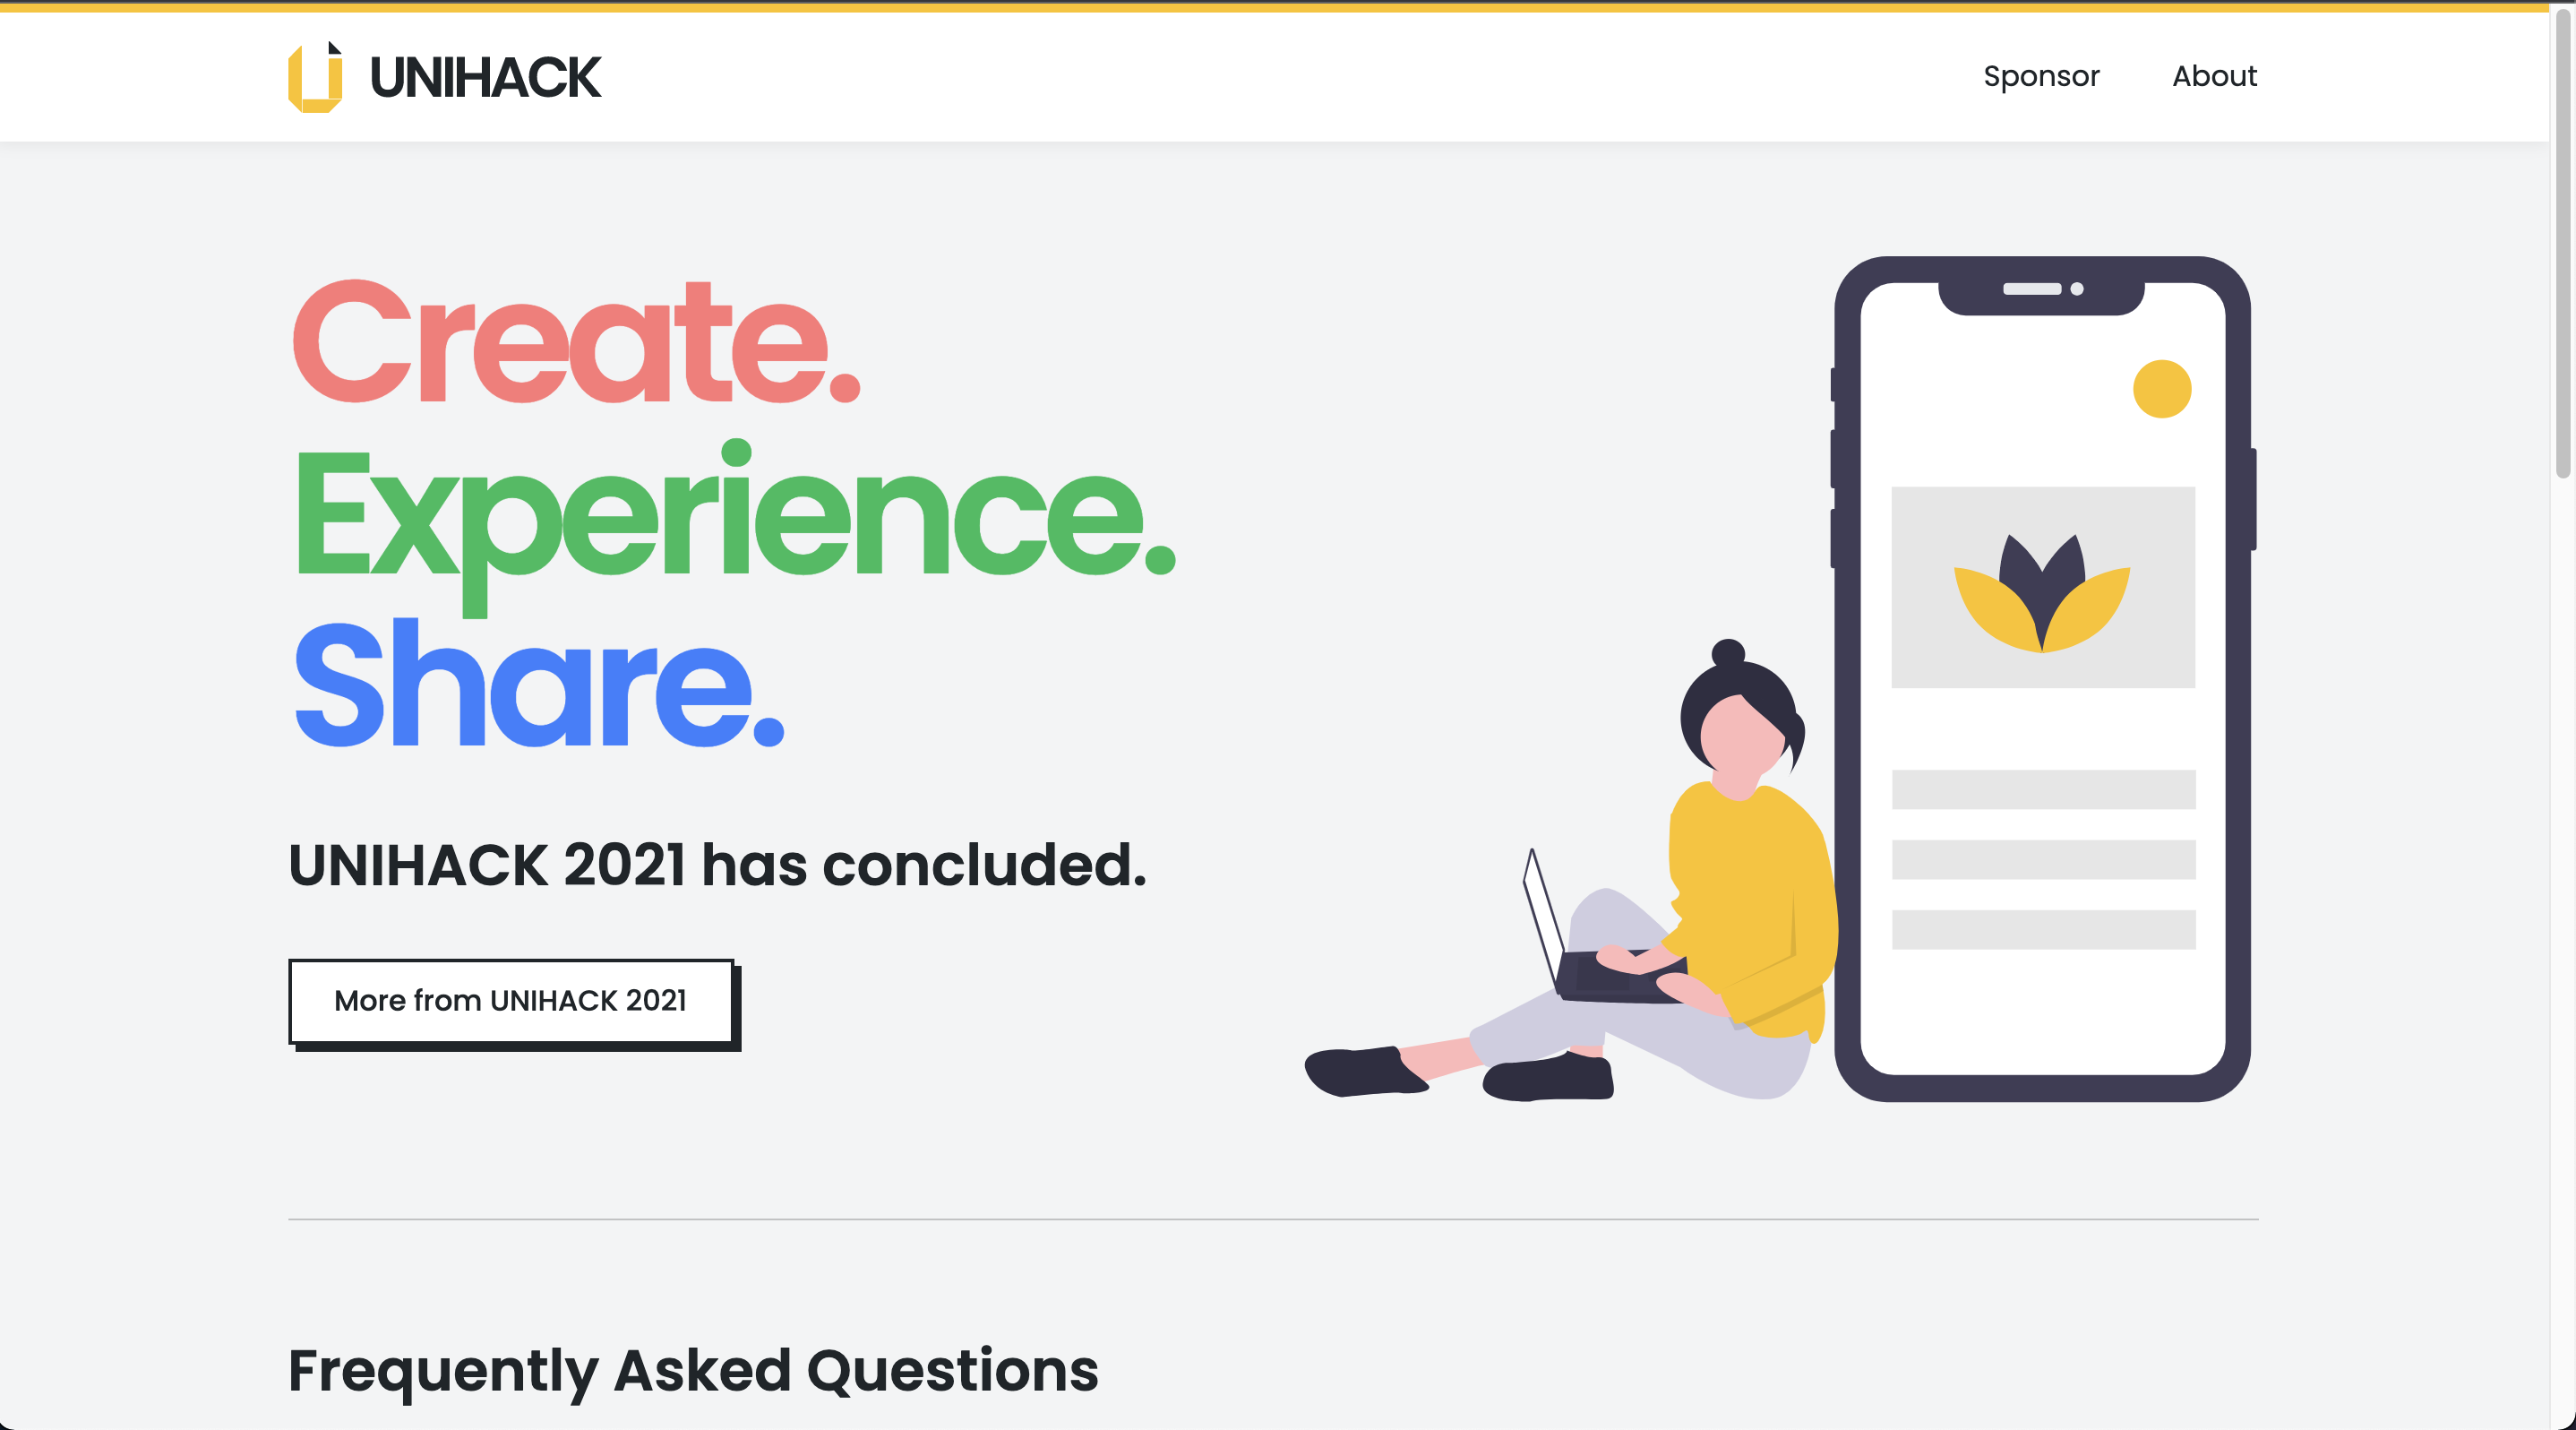 UNIHACK
Sponsor
About
Create.
Experience.
Share.
UNIHACK 2021 has concluded.
More from UNIHACK 2021
Frequently Asked Questions